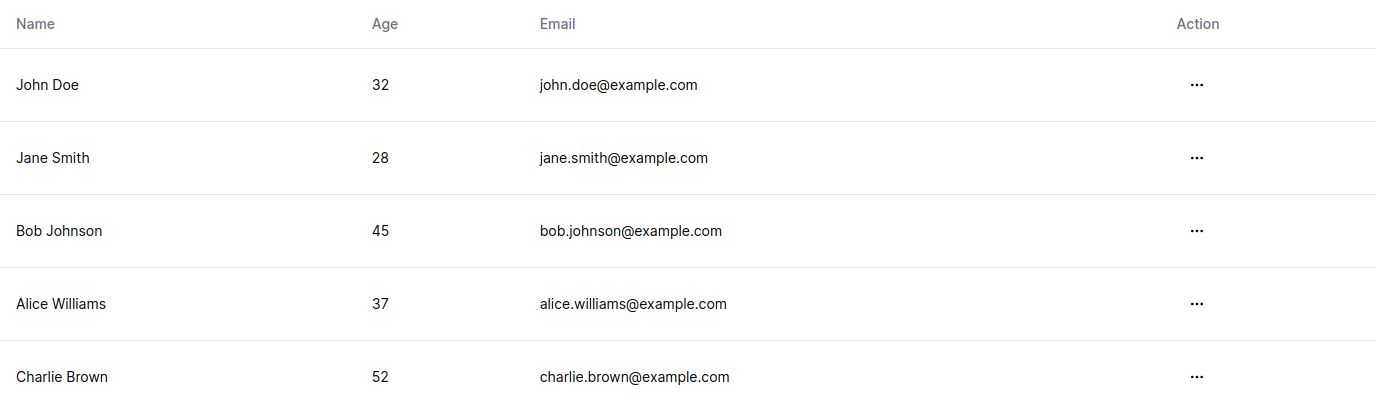 Name Age Email Action
John Doe 32 john.doe@example.com ...
Jane Smith 28 jane.smith@example.com ...
Bob Johnson 45 bob.johnson@example.com ...
Alice Williams 37 alice.williams@example.com ...
Charlie Brown 52 charlie.brown@example.com ...